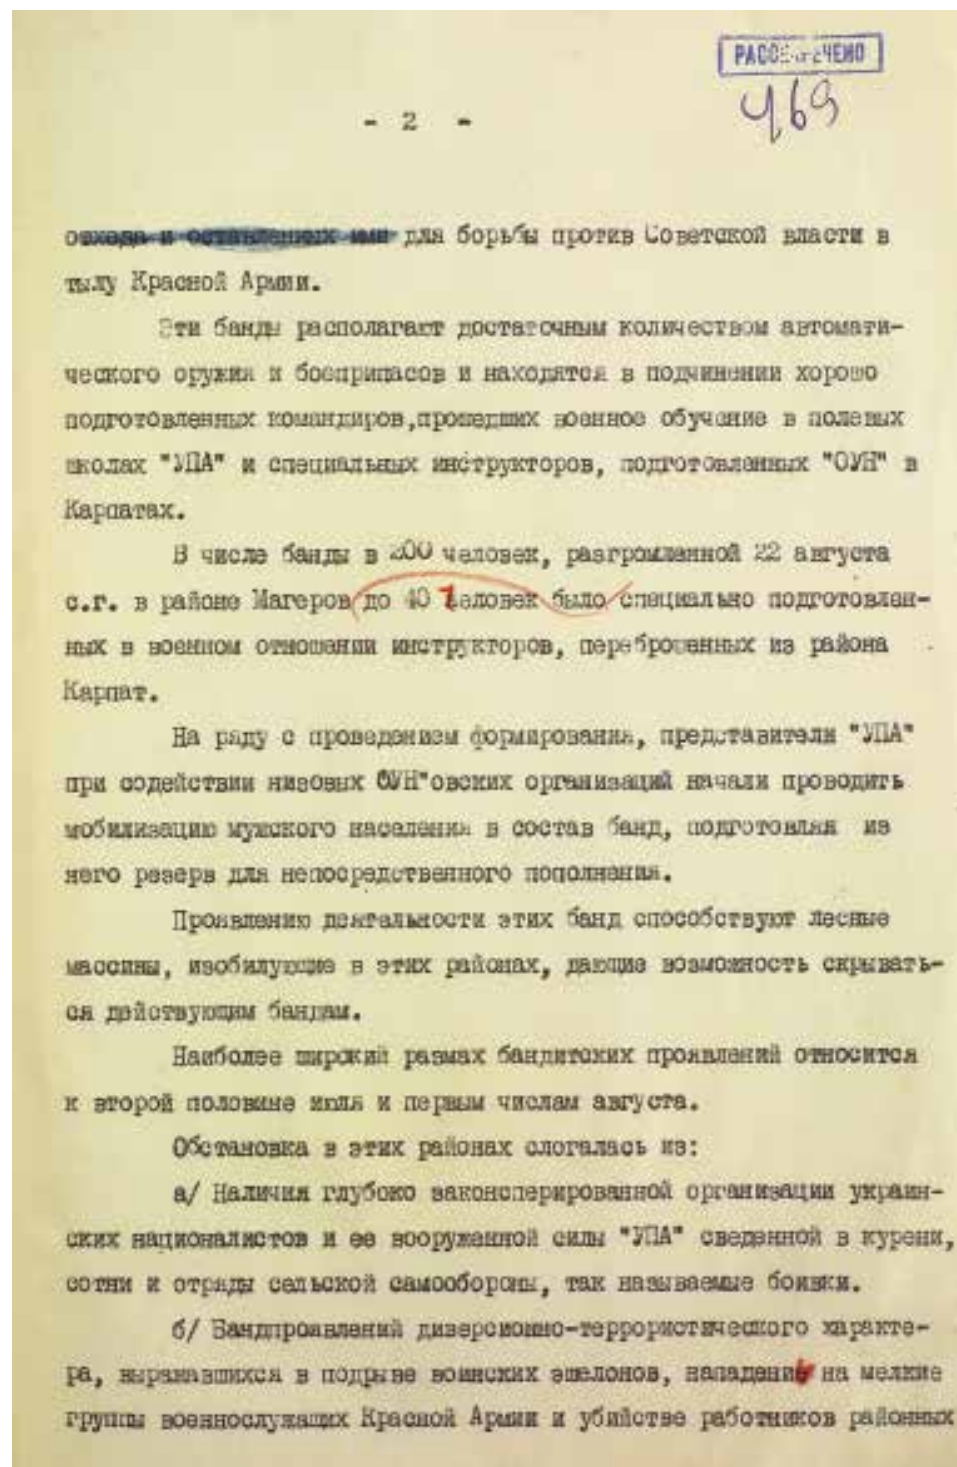 РАССЕКРЕЧЕНО
469
- 2 -
отхода и оставленных ими для борьбы против Советской власти в
тылу Красной Армии.
Эти банды располагают достаточным количеством автомати-
ческого оружия и боеприпасов и находятся в подчинении хорошо
подготовленных командиров,прошедших военное обучение в полевых
школах "УПА" и специальных инструкторов, подготовленных "ОУН" в
Карпатах.
В числе банды в 200 человек, разгромленной 22 августа
с.г. в районе Магеров до 40 человек было специально подготовлен-
ных в военном отношении инструкторов, переброшенных из района
Карпат.
На ряду с проведением формирования, представители "УПА"
при содействии низовых ОУН"овских организаций начали проводить
мобилизацию мужского населения в состав банд, подготовляя из
него резерв для непосредственного пополнения.
Проявлению деятельности этих банд способствуют лесные
массивы, изобилующие в этих районах, дающие возможность скрывать-
ся действующим бандам.
Наиболее широкий размах бандитских проявлений относится
к второй половине июля и первым числам августа.
Обстановка в этих районах слогалась из:
а/ Наличия глубоко законсперированной организации украин-
ских националистов и ее вооруженной силы "УПА" сведенной в курени,
сотни и отряды сельской самообороны, так называемые боивки.
б/ Бандпроявлений диверсионно-террористического характе-
ра, выражавшихся в подрыве воинских эшелонов, нападении на мелкие
группы военнослужащих Красной Армии и убийстве работников районных